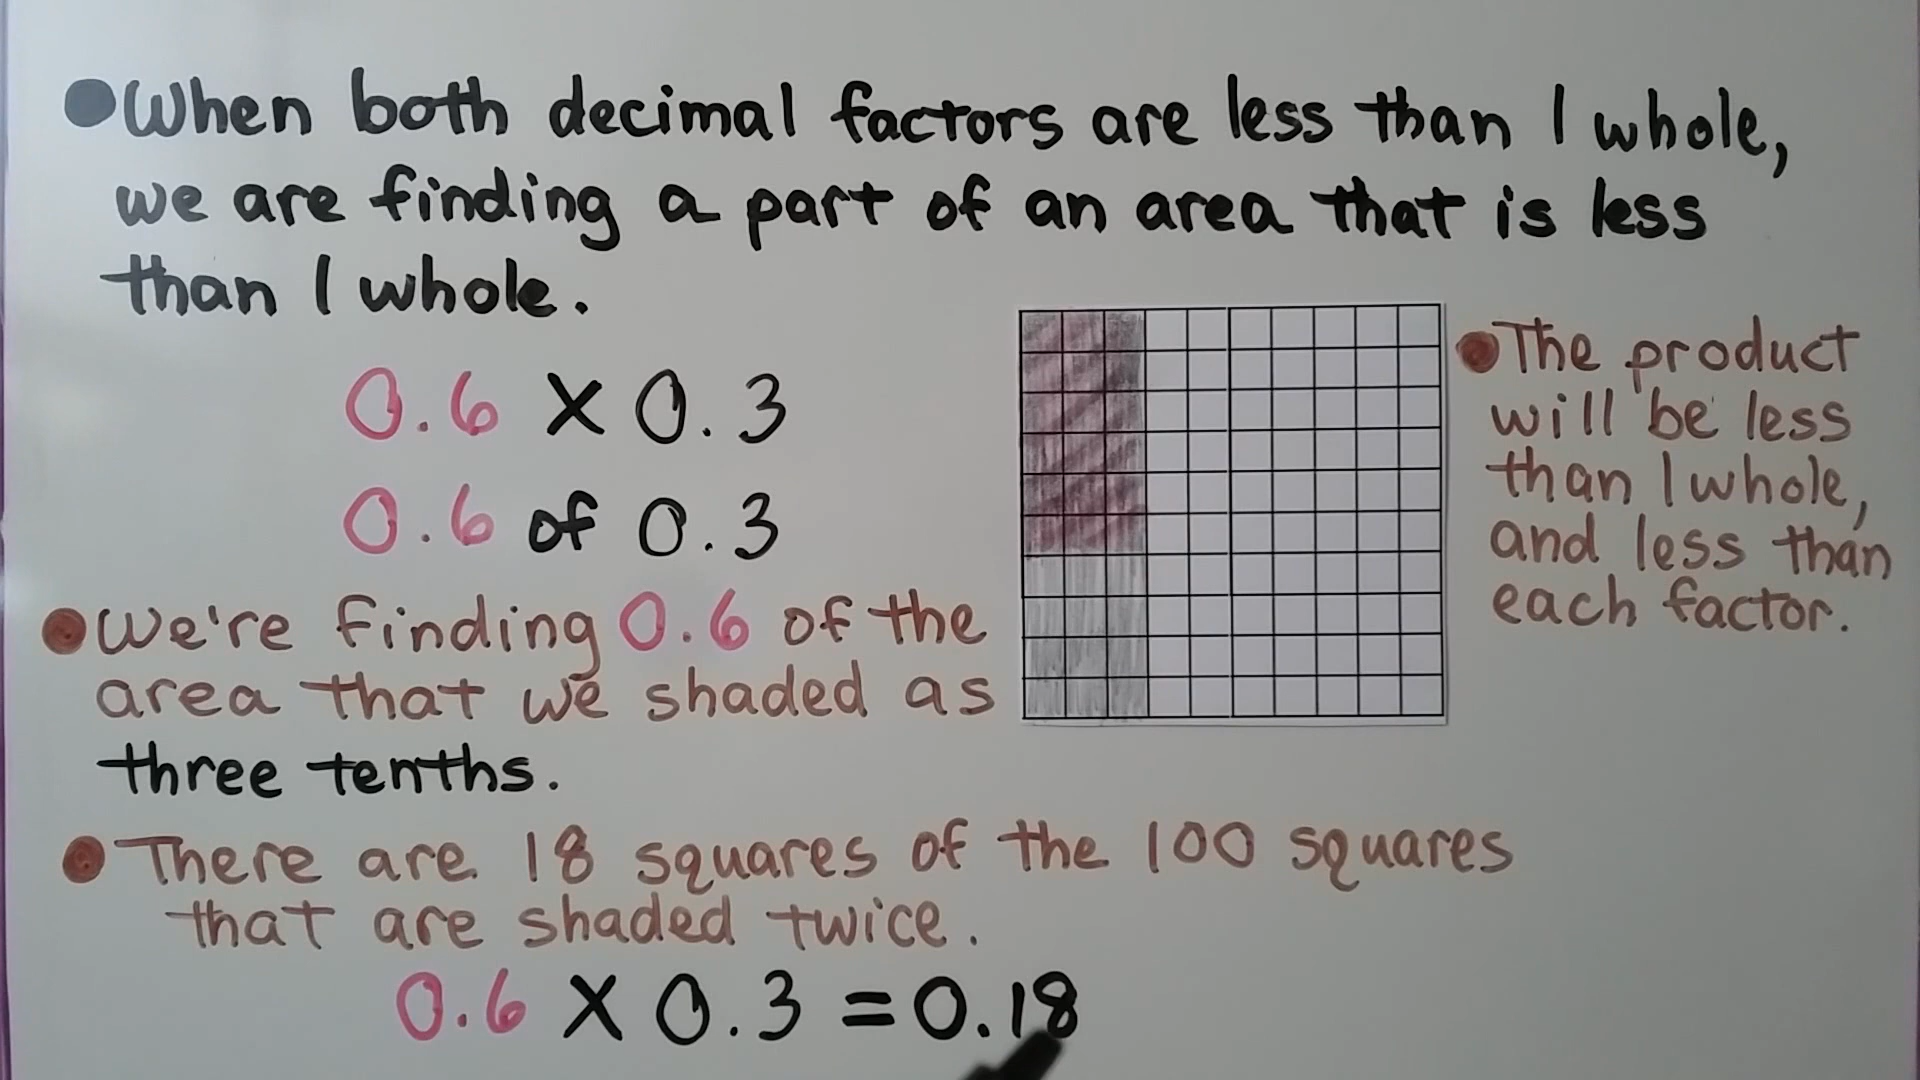 When both decimal factors are less than 1 whole,
we are finding a part of an area that is less
than 1 whole.
0.6 X 0.3
0.6 of 0.3
We're finding 0.6 of the
area that we shaded as
three tenths.
The product
will be less
than 1 whole,
and less than
each factor.
There are 18 squares of the 100 squares
that are shaded twice.
0.6 X 0.3 = 0.18